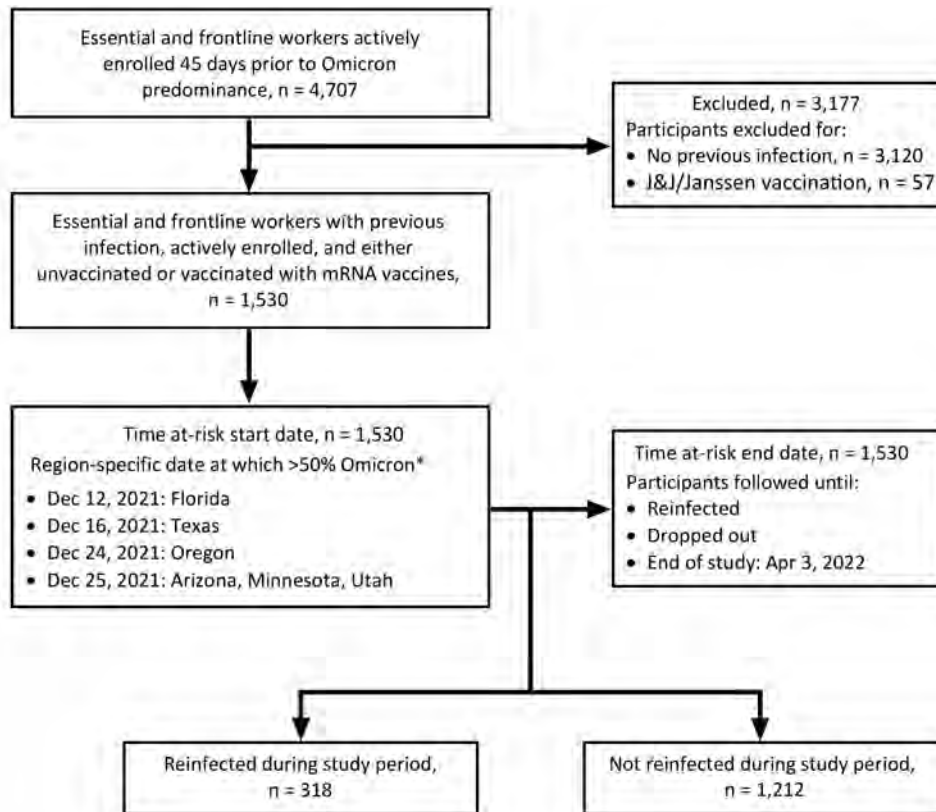 Essential and frontline workers actively
enrolled 45 days prior to Omicron
predominance, n = 4,707
Excluded, n = 3,177
Participants excluded for:
• No previous infection, n = 3,120
• J&J/Janssen vaccination, n = 57
Essential and frontline workers with previous
infection, actively enrolled, and either
unvaccinated or vaccinated with mRNA vaccines,
n = 1,530
Time at-risk start date, n = 1,530
Region-specific date at which >50% Omicron*
• Dec 12, 2021: Florida
• Dec 16, 2021: Texas
• Dec 24, 2021: Oregon
• Dec 25, 2021: Arizona, Minnesota, Utah
Time at-risk end date, n = 1,530
Participants followed until:
• Reinfected
• Dropped out
• End of study: Apr 3, 2022
Reinfected during study period,
n = 318
Not reinfected during study period,
n = 1,212